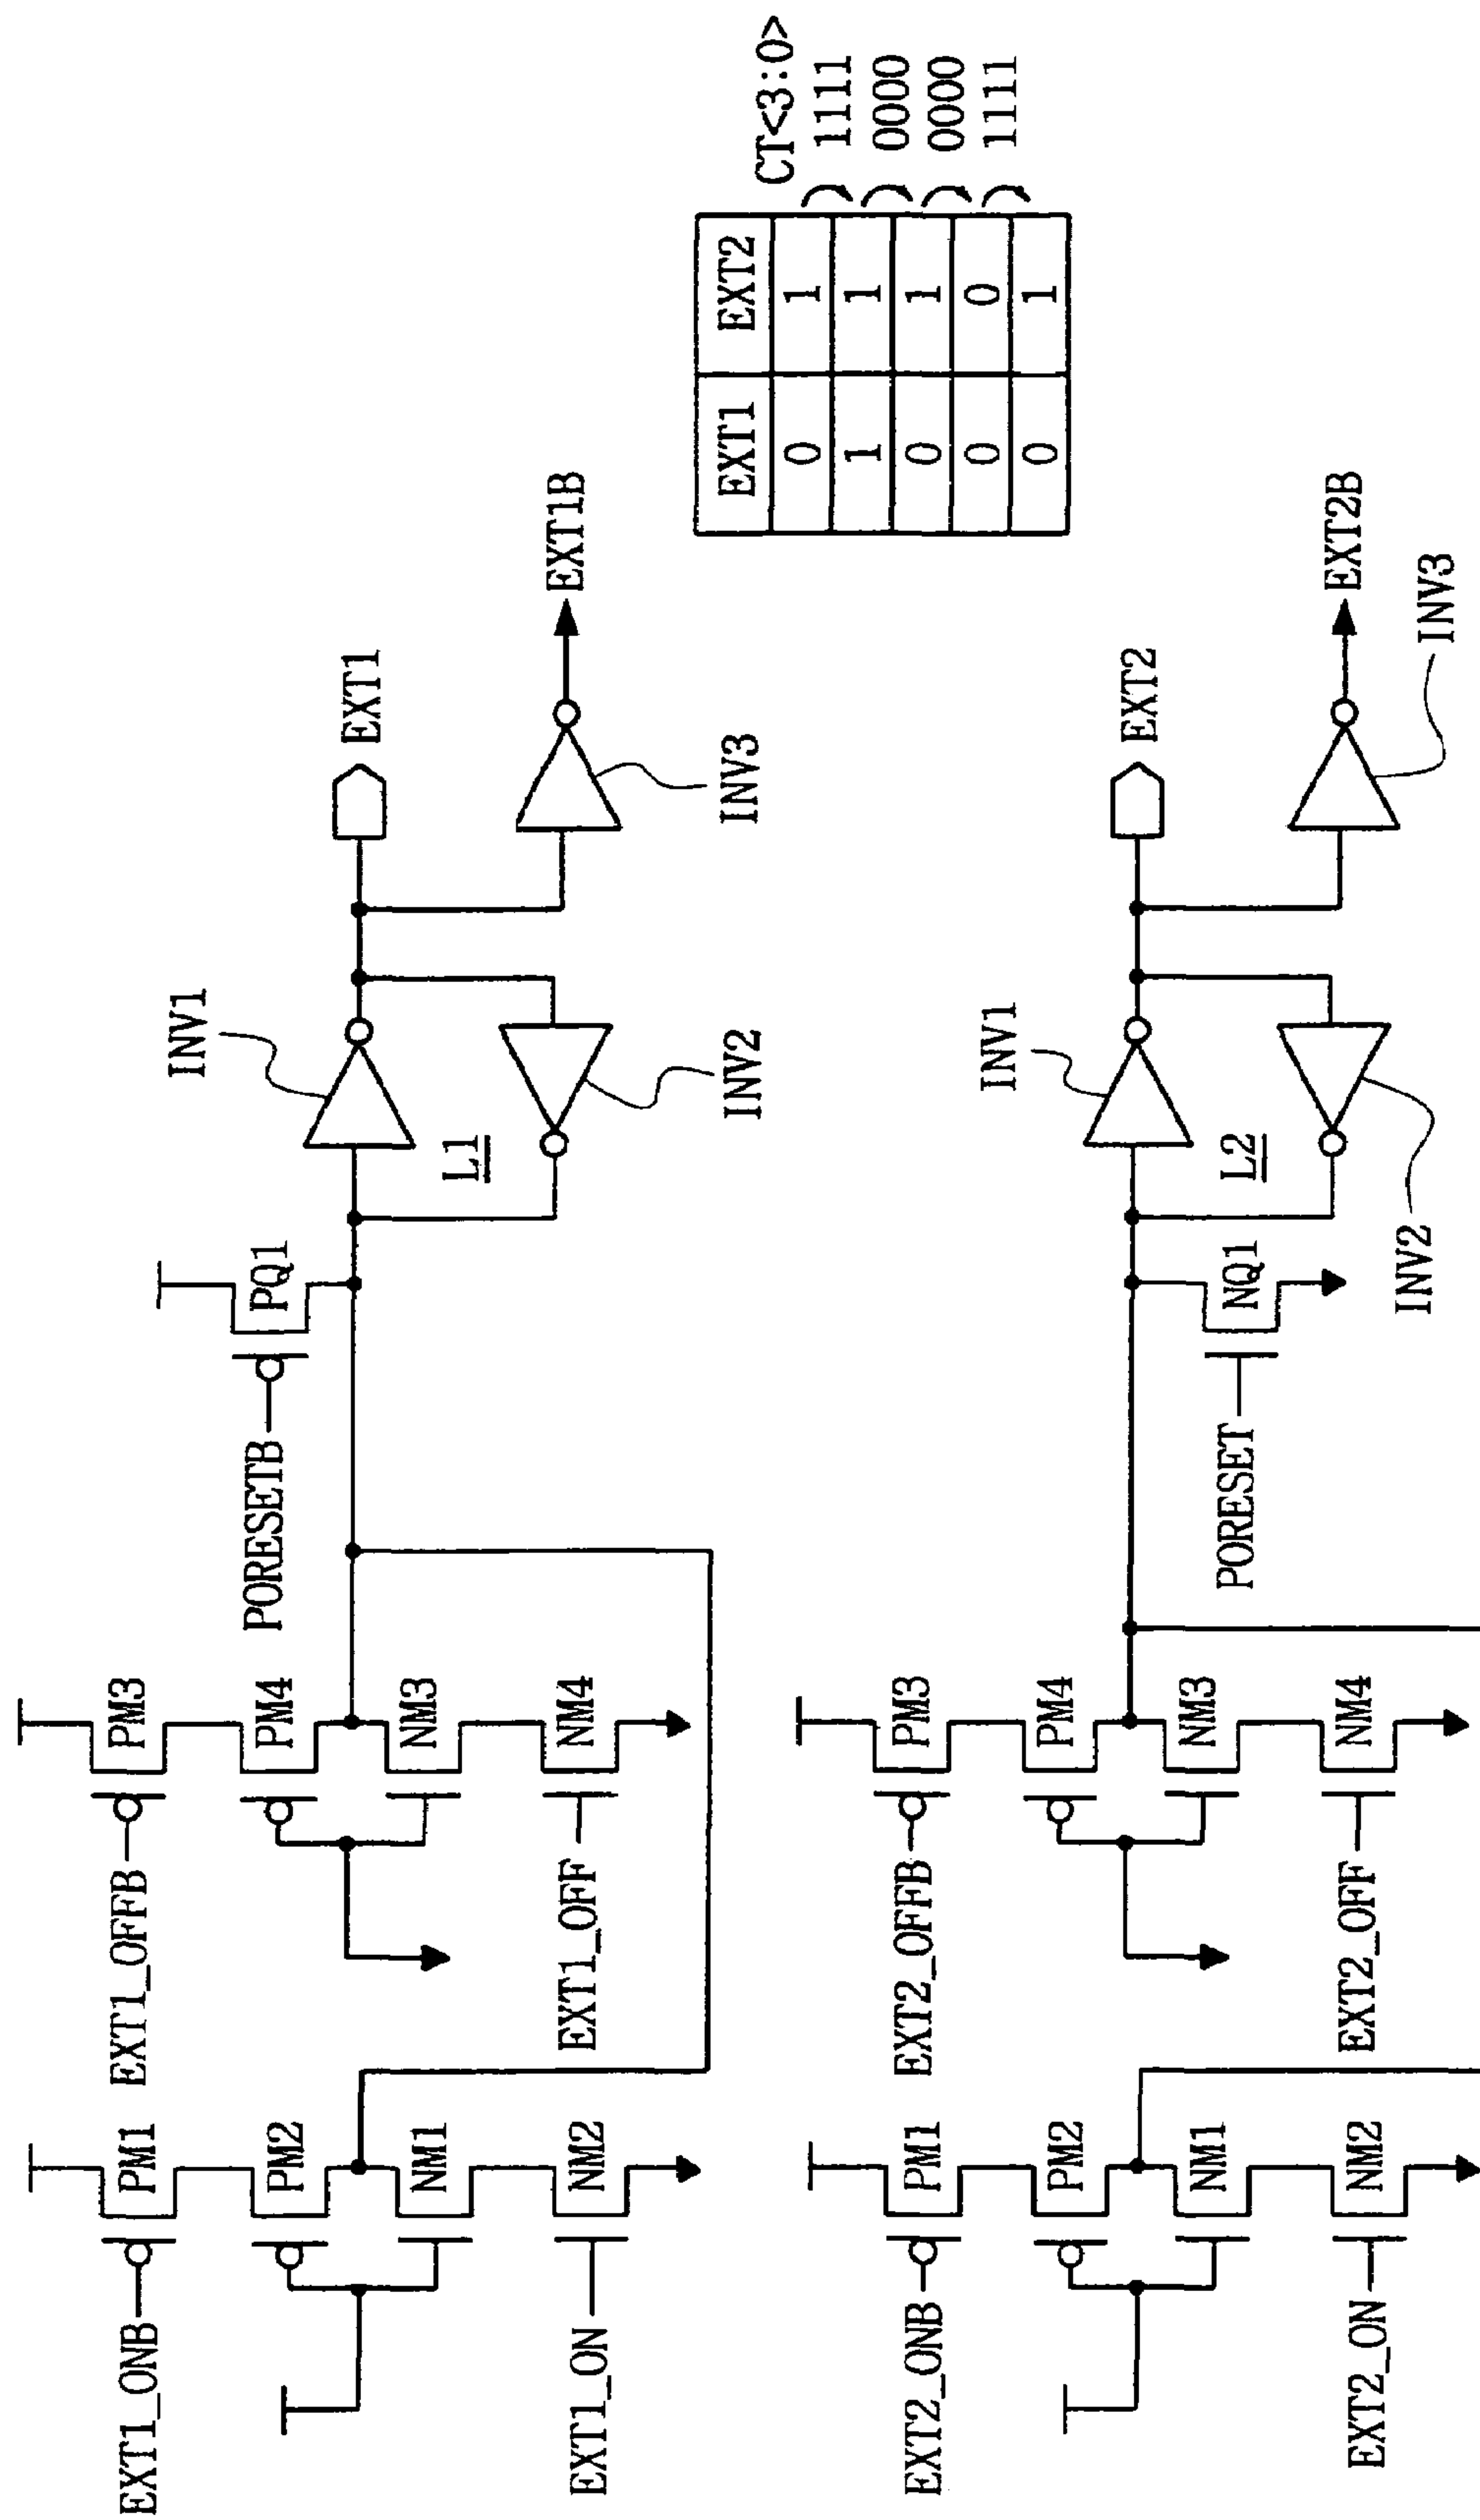 EXT1_ONB
PM1
PM2
NM1
NM2
EXT1_ON
EXT1_OFFB
PM3
PM4
NM3
NM4
EXT1_OFF
PORESETB
PQ1
INV1
L1
INV2
EXT1
INV3
EXT1B
EXT2_ONB
PM1
PM2
NM1
NM2
EXT2_ON
EXT2_OFFB
PM3
PM4
NM3
NM4
EXT2_OFF
PORESET
NQ1
INV1
L2
INV2
EXT2
INV3
EXT2B
EXT1 EXT2 CT<3:0>
0 1
1111
1 1
0000
0 1
0000
0 0
1111
0 1